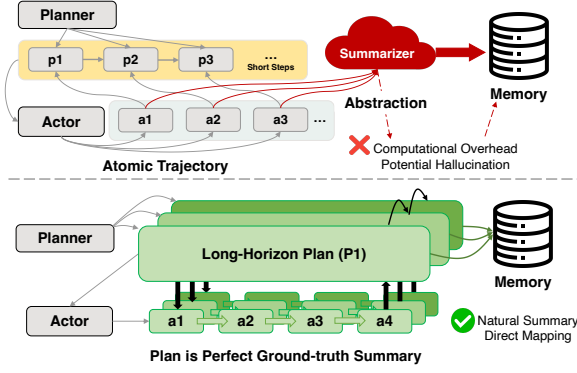 Planner
p1
p2
p3
...
Short Steps
Summarizer
Memory
Abstraction
Actor
a1
a2
a3
...
Computational Overhead
Potential Hallucination
Atomic Trajectory
Planner
Long-Horizon Plan (P1)
Memory
Actor
a1
a2
a3
a4
Natural Summary
Direct Mapping
Plan is Perfect Ground-truth Summary